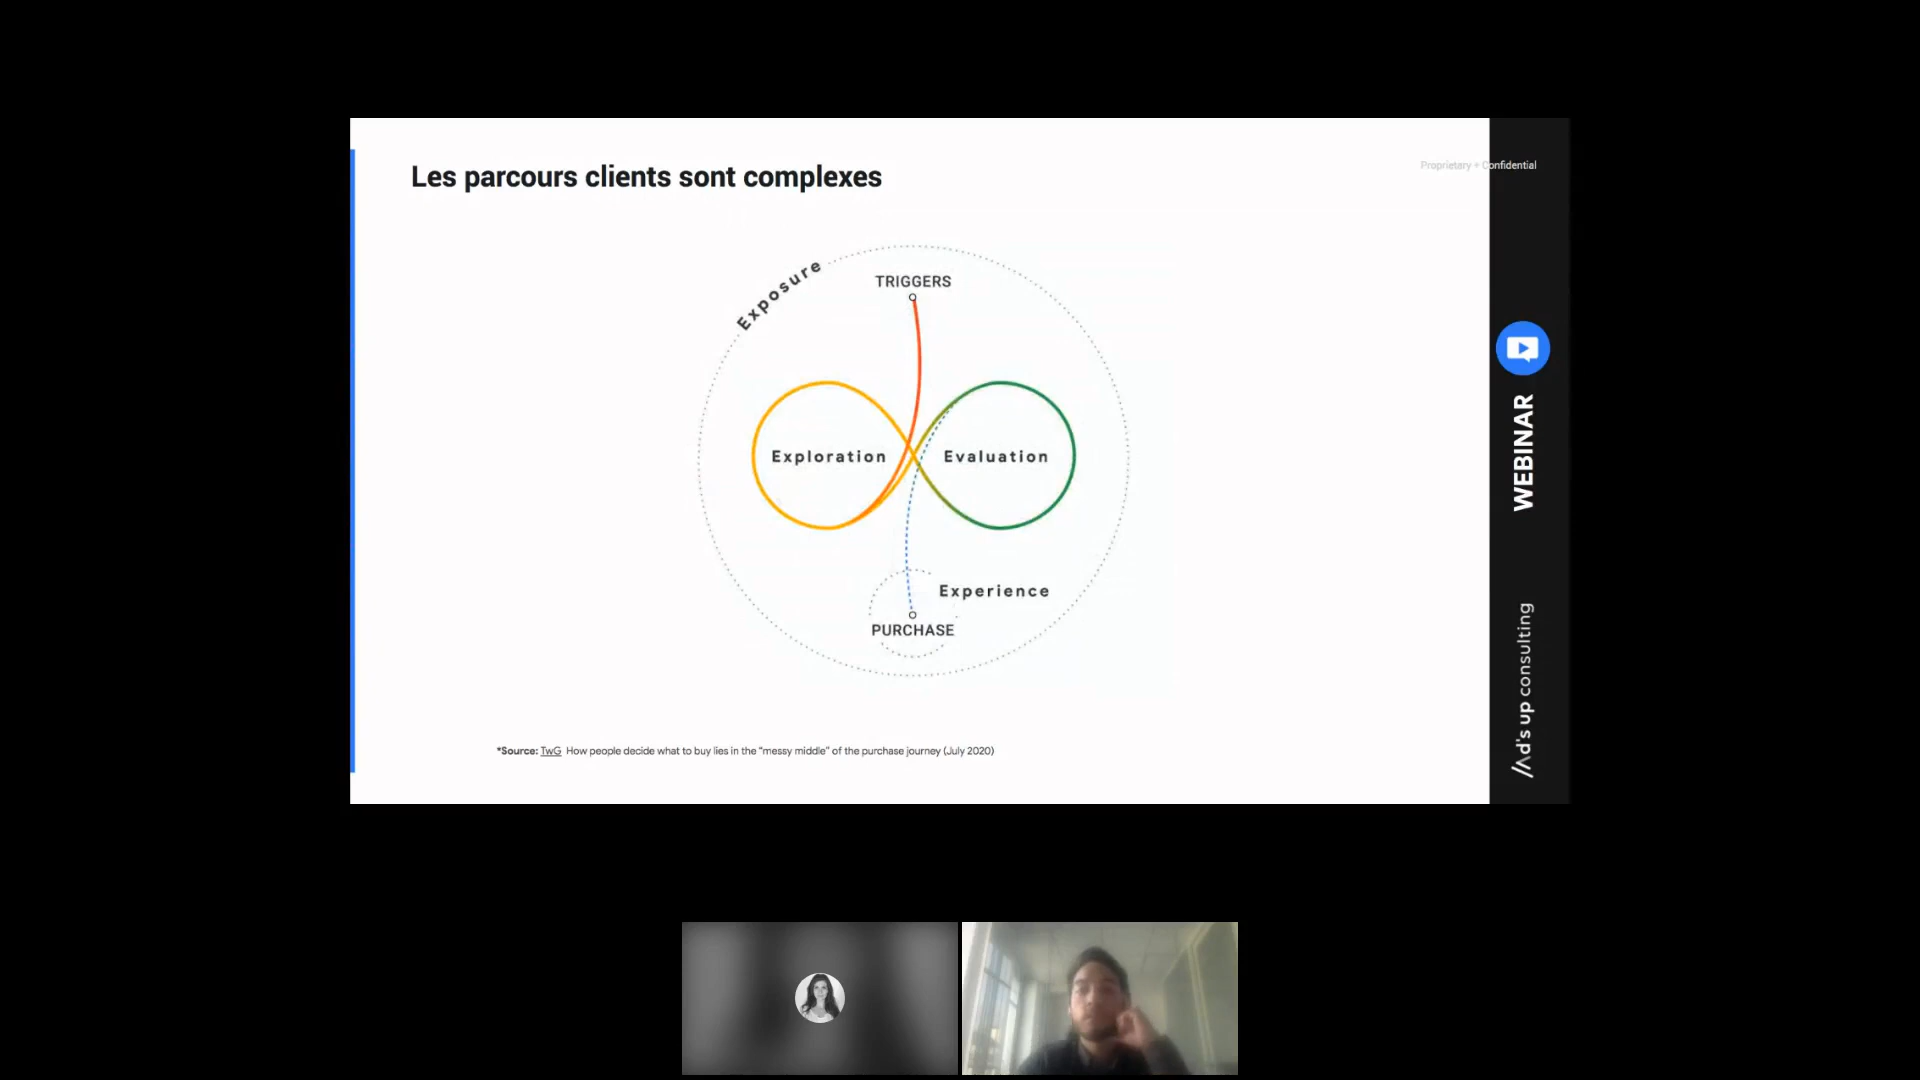 Les parcours clients sont complexes
Proprietary + Confidential
Exposure
TRIGGERS
Exploration
Evaluation
Experience
PURCHASE
*Source: TwG How people decide what to buy lies in the “messy middle” of the purchase journey (July 2020)
WEBINAR
//\d's up consulting